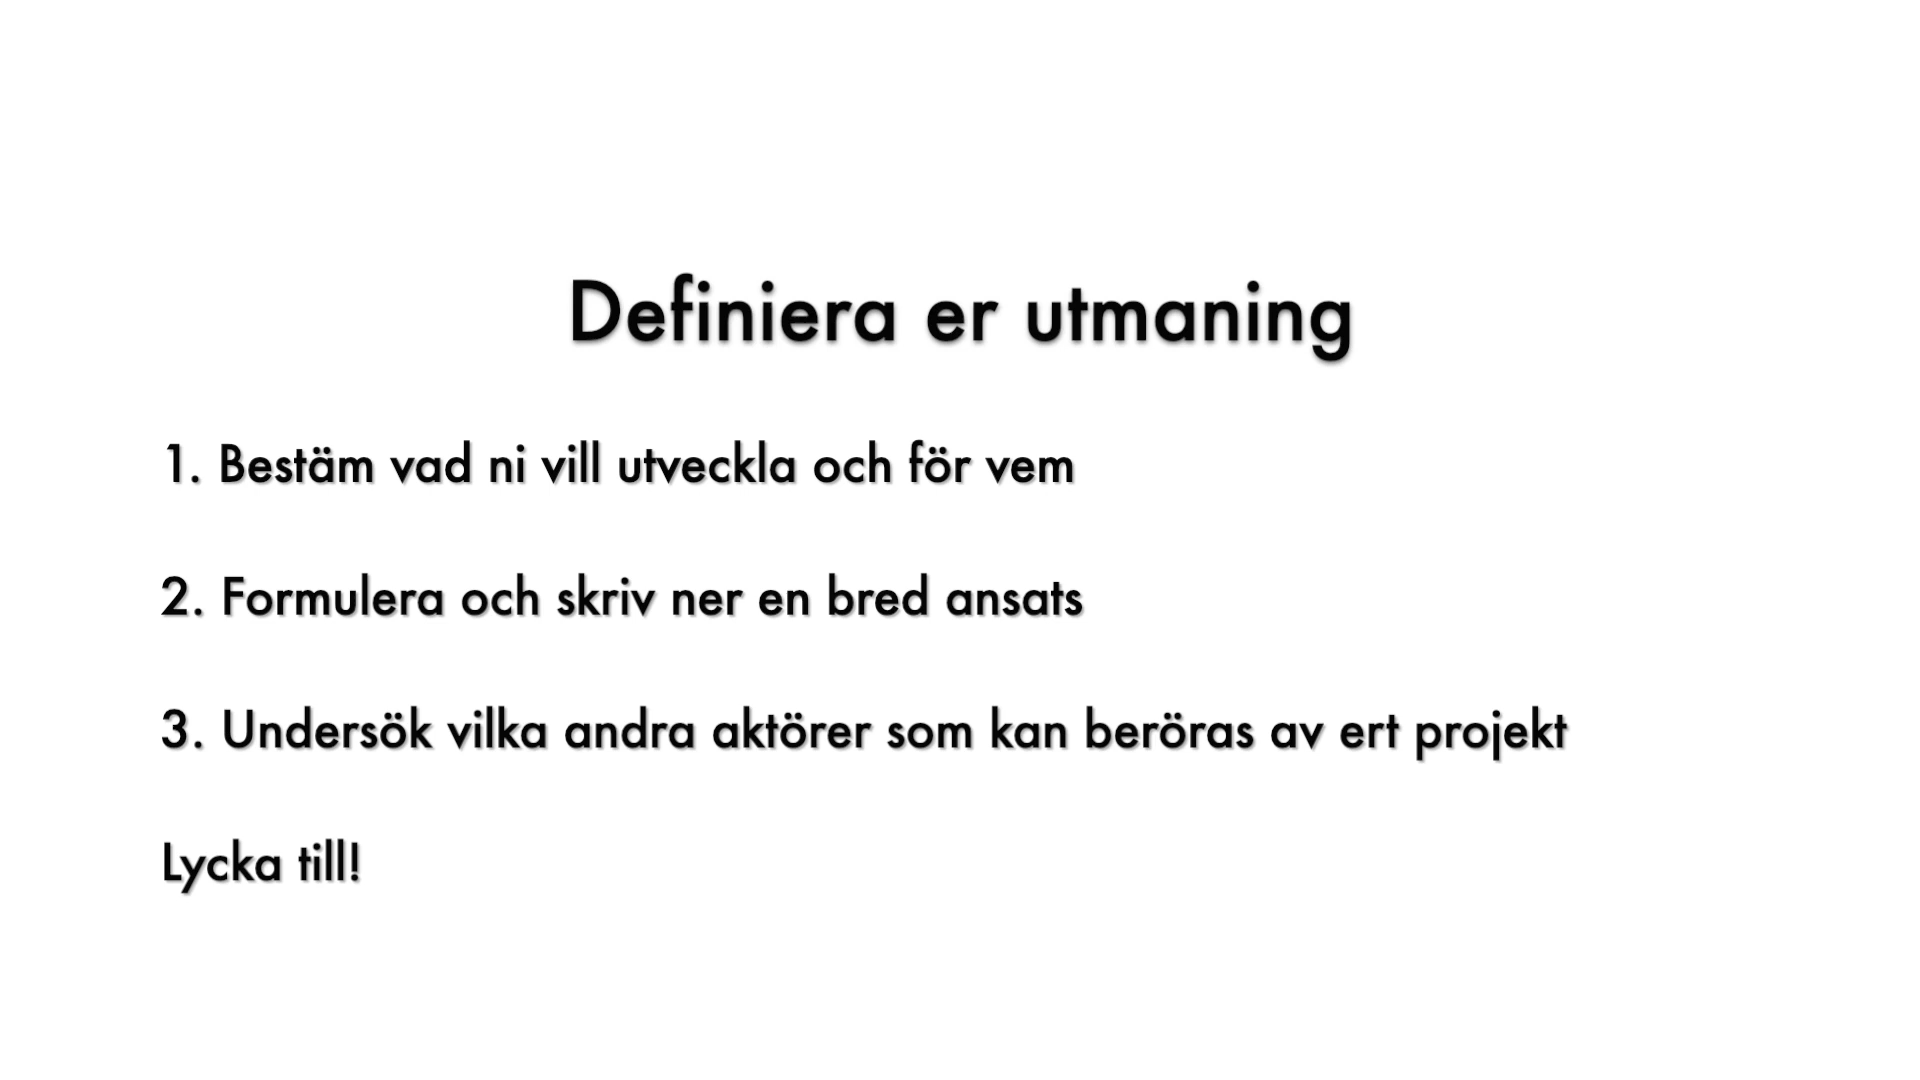 Definiera er utmaning
1. Bestäm vad ni vill utveckla och för vem
2. Formulera och skriv ner en bred ansats
3. Undersök vilka andra aktörer som kan beröras av ert projekt
Lycka till!